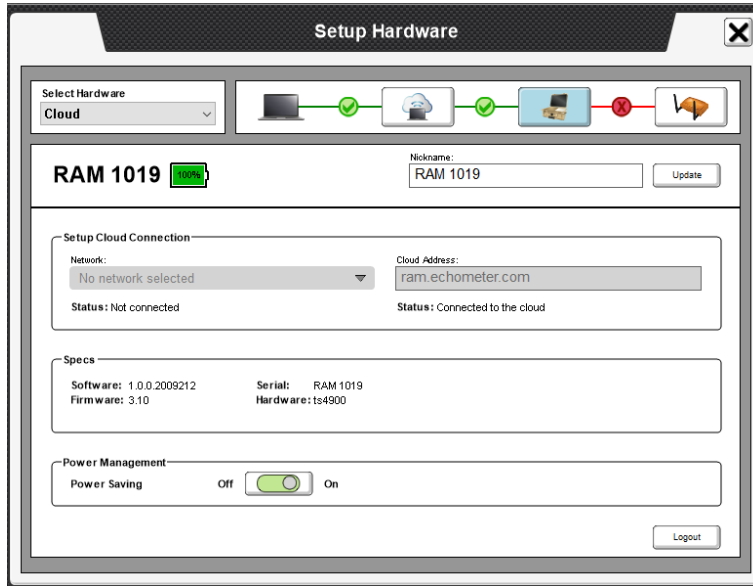 Setup Hardware
X
Select Hardware
Cloud
RAM 1019
100%
Nickname:
RAM 1019
Update
Setup Cloud Connection
Network:
No network selected
Status: Not connected
Cloud Address:
ram.echometer.com
Status: Connected to the cloud
Specs
Software: 1.0.0.2009212
Firmware: 3.10
Serial: RAM 1019
Hardware: ts4900
Power Management
Power Saving Off On
Logout